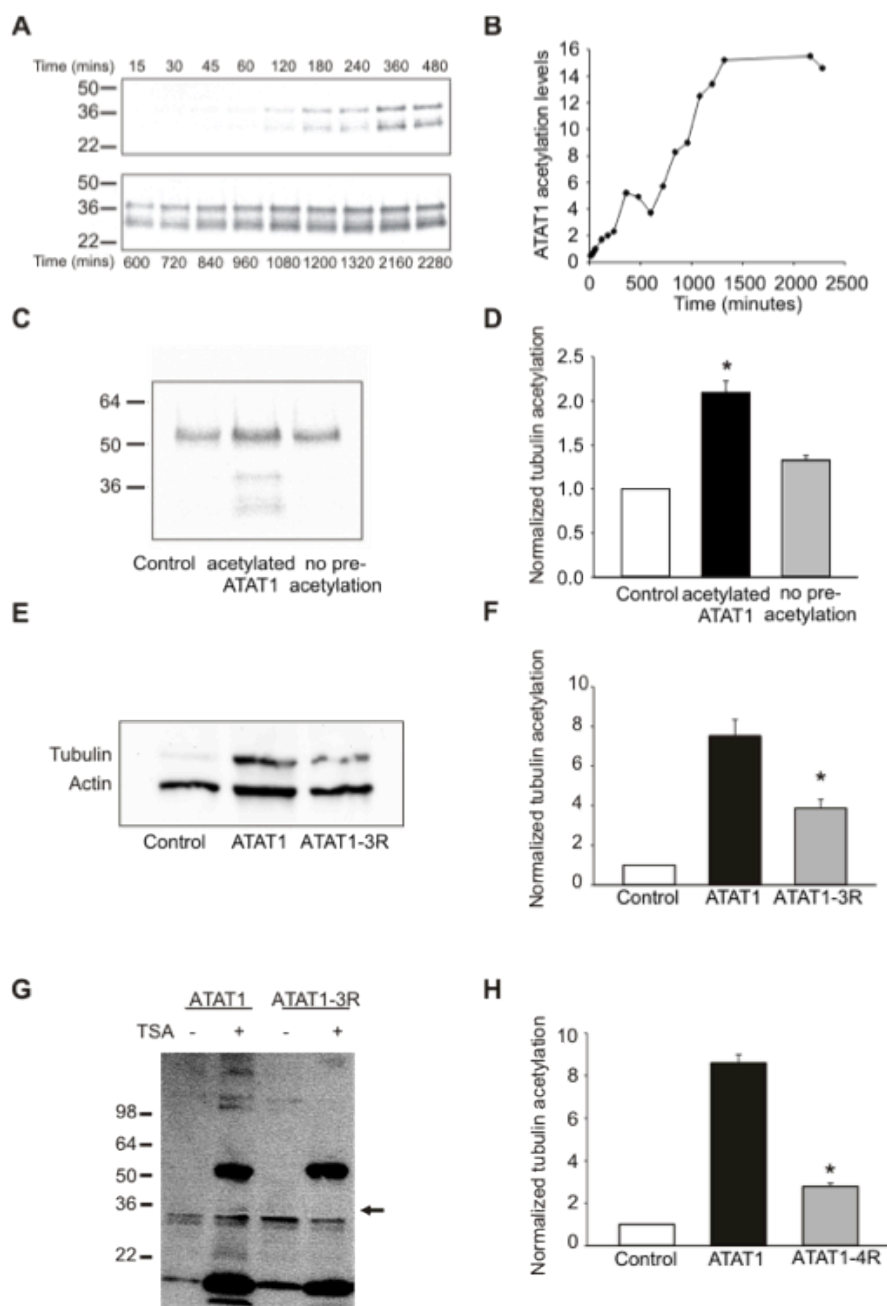 A
Time (mins) 15 30 45 60 120 180 240 360 480
50
36
22
50
36
22
Time (mins) 600 720 840 960 1080 1200 1320 2160 2280
B
ATAT1 acetylation levels
16
14
12
10
8
6
4
2
0
0 500 1000 1500 2000 2500
Time (minutes)
C
64
50
36
Control acetylated ATAT1 no pre-acetylation
D
Normalized tubulin acetylation
2.5
2.0
1.5
1.0
0.5
0.0
*
Control acetylated ATAT1 no pre-acetylation
E
Tubulin
Actin
Control ATAT1 ATAT1-3R
F
Normalized tubulin acetylation
10
8
6
4
2
0
*
Control ATAT1 ATAT1-3R
G
ATAT1 ATAT1-3R
TSA - + - +
98
64
50
36
22
H
Normalized tubulin acetylation
10
8
6
4
2
0
*
Control ATAT1 ATAT1-4R